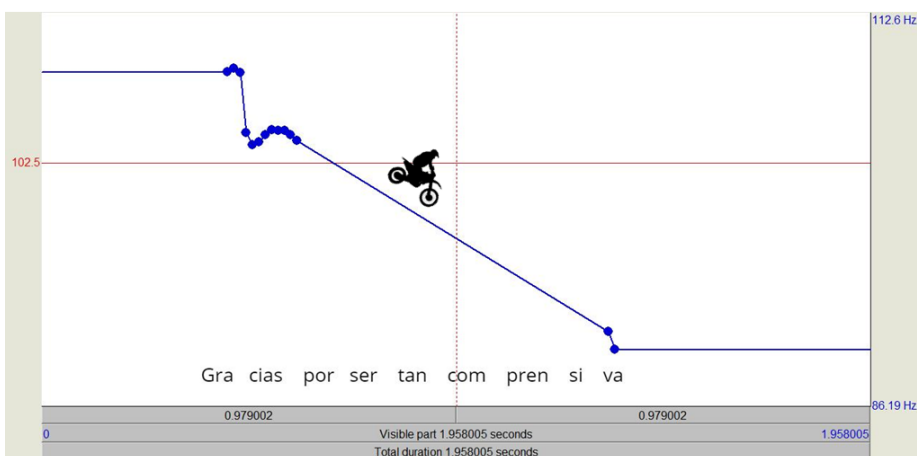 112.6 Hz
102.5
Gra cias por ser tan com pren si va
86.19 Hz
0.979002 0.979002
0 Visible part 1.958005 seconds 1.958005
Total duration 1.958005 seconds